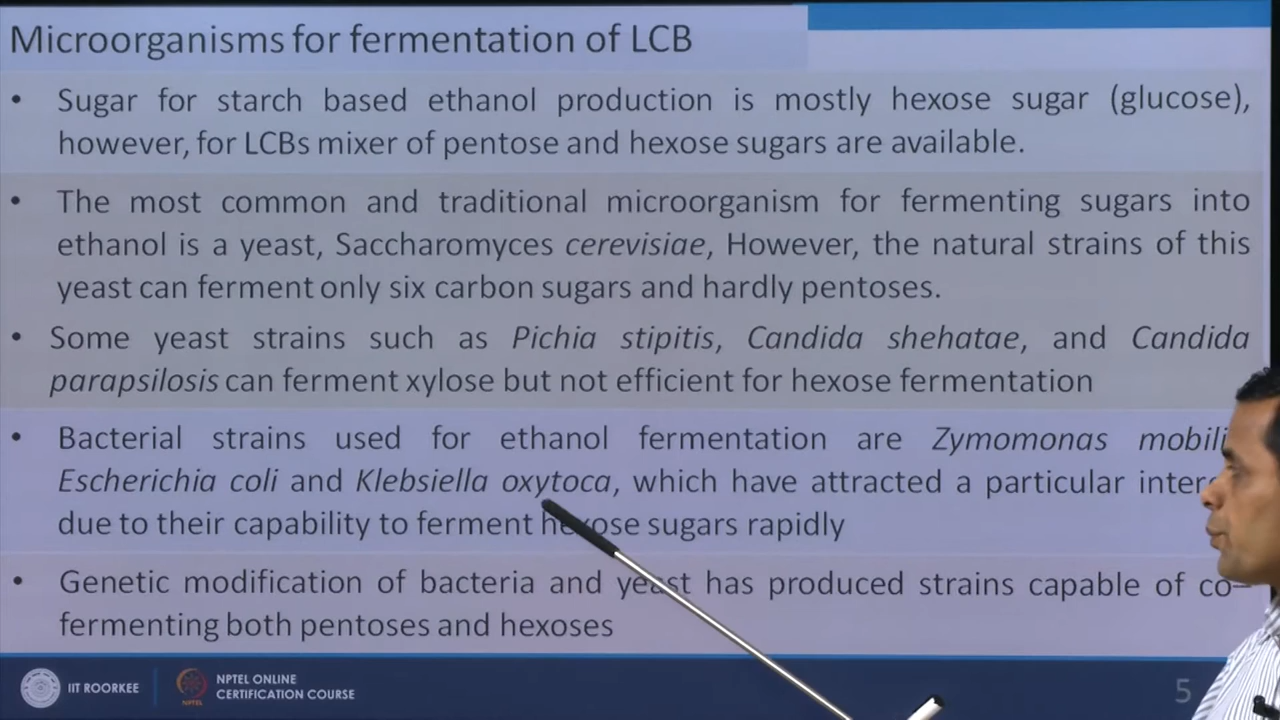 Microorganisms for fermentation of LCB
• Sugar for starch based ethanol production is mostly hexose sugar (glucose),
however, for LCBs mixer of pentose and hexose sugars are available.
• The most common and traditional microorganism for fermenting sugars into
ethanol is a yeast, Saccharomyces cerevisiae, However, the natural strains of this
yeast can ferment only six carbon sugars and hardly pentoses.
• Some yeast strains such as Pichia stipitis, Candida shehatae, and Candida
parapsilosis can ferment xylose but not efficient for hexose fermentation
• Bacterial strains used for ethanol fermentation are Zymomonas
Escherichia coli and Klebsiella oxytoca, which have attracted a particular
due to their capability to ferment hexose sugars rapidly
• Genetic modification of bacteria and yeast has produced strains capable of co–
fermenting both pentoses and hexoses
IIT ROORKEE
NPTEL ONLINE
CERTIFICATION COURSE
5